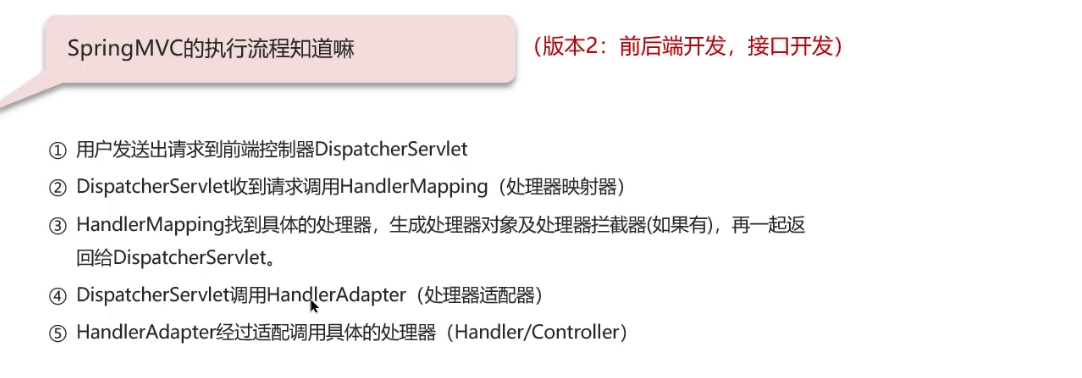 SpringMVC的执行流程知道嘛
(版本2：前后端开发，接口开发)
① 用户发送出请求到前端控制器DispatcherServlet
② DispatcherServlet收到请求调用HandlerMapping（处理器映射器）
③ HandlerMapping找到具体的处理器，生成处理器对象及处理器拦截器(如果有)，再一起返
回给DispatcherServlet。
④ DispatcherServlet调用HandlerAdapter（处理器适配器）
⑤ HandlerAdapter经过适配调用具体的处理器（Handler/Controller）